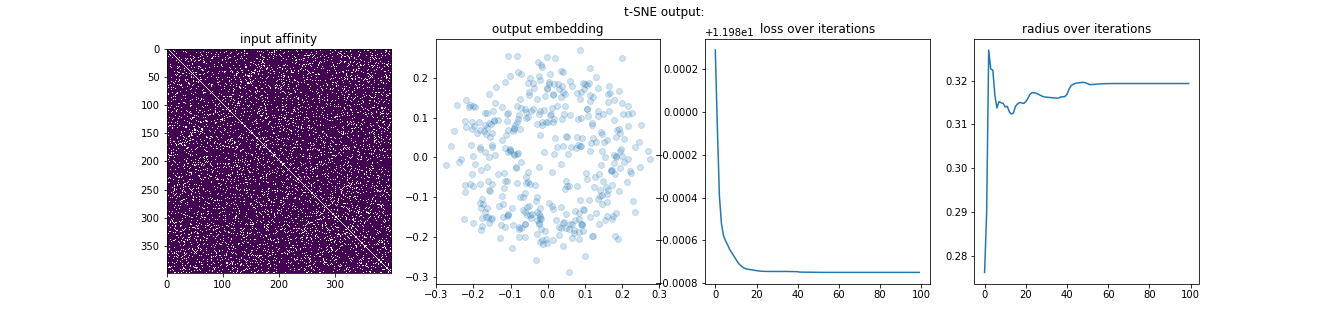 t-SNE output:
input affinity
0
50
100
150
200
250
300
350
0 100 200 300
output embedding
0.2
0.1
0.0
−0.1
−0.2
−0.3
−0.3 −0.2 −0.1 0.0 0.1 0.2 0.3
+1.198e1 loss over iterations
0.0002
0.0000
−0.0002
−0.0004
−0.0006
−0.0008
0 20 40 60 80 100
radius over iterations
0.32
0.31
0.30
0.29
0.28
0 20 40 60 80 100